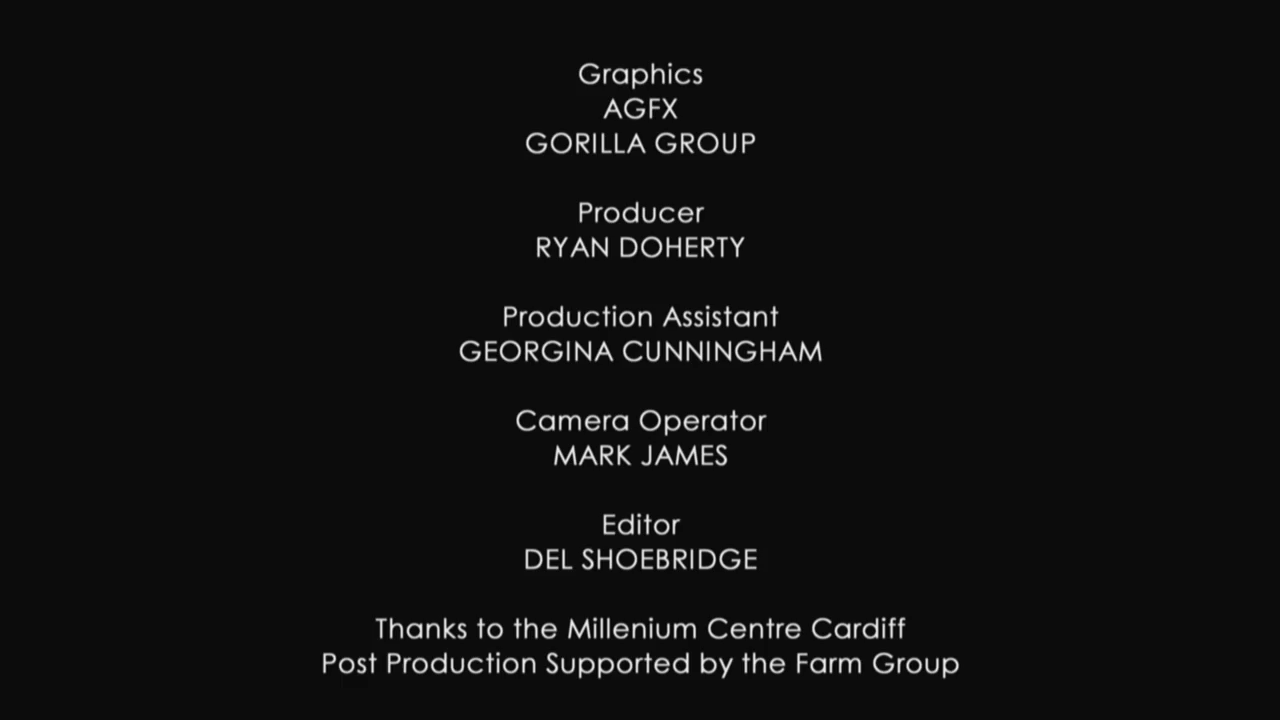 Graphics
AGFX
GORILLA GROUP
Producer
RYAN DOHERTY
Production Assistant
GEORGINA CUNNINGHAM
Camera Operator
MARK JAMES
Editor
DEL SHOEBRIDGE
Thanks to the Millenium Centre Cardiff
Post Production Supported by the Farm Group